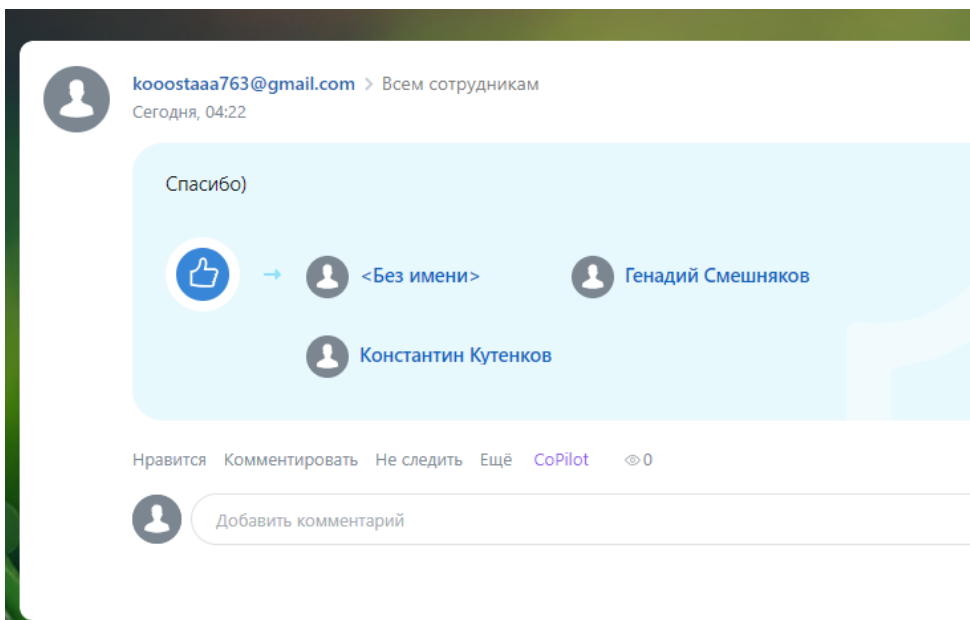 kooostaaa763@gmail.com > Всем сотрудникам
Сегодня, 04:22
Спасибо)
<Без имени> Генадий Смешняков
Константин Кутенков
Нравится Комментировать Не следить Ещё CoPilot 0
Добавить комментарий